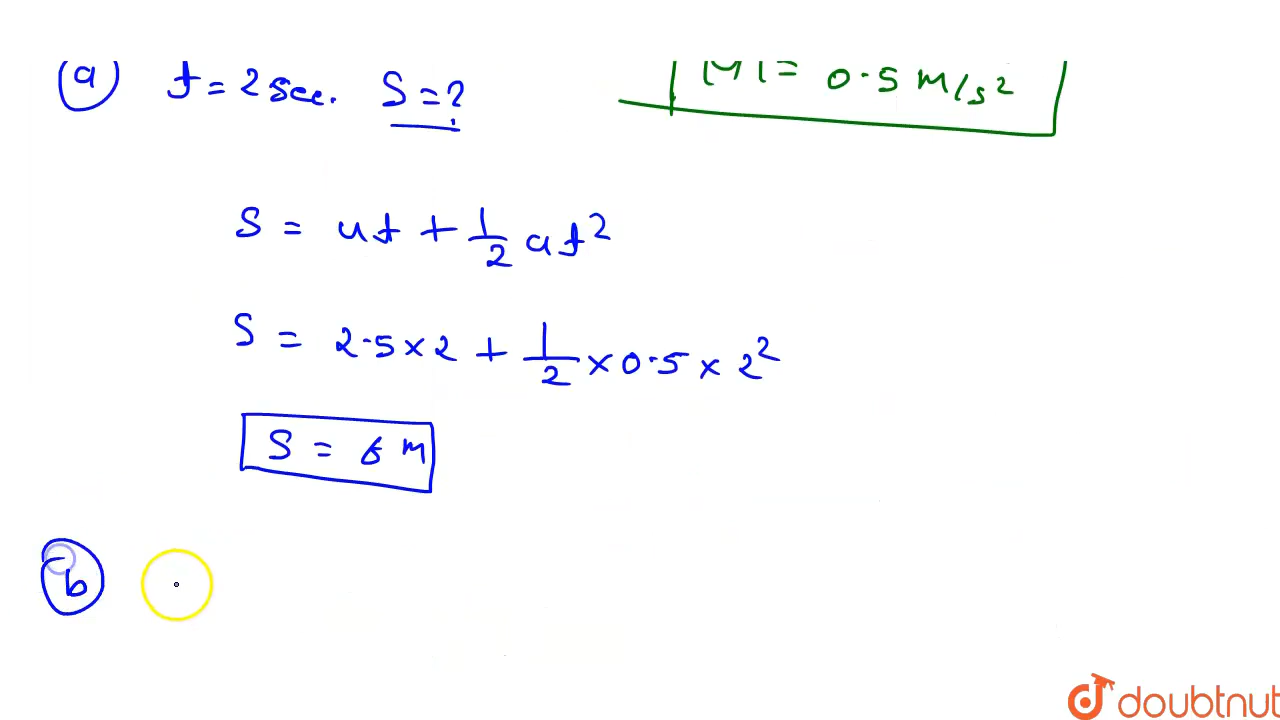 (a) t = 2 sec. S = ?
|M| = 0.5 M/s²
S = ut + 1/2 at²
S = 2.5 × 2 + 1/2 × 0.5 × 2²
S = 6 M
b
doubtnut